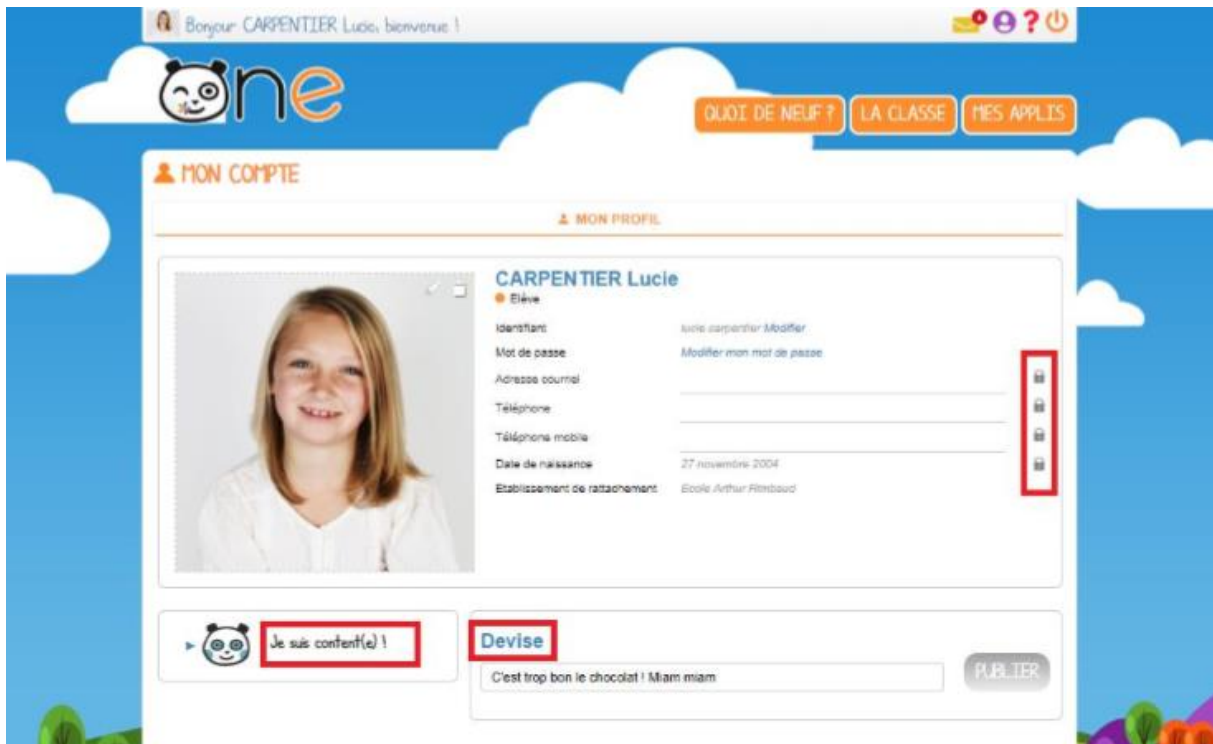 Bonjour CARPENTIER Lucie, bienvenue !
One
QUOI DE NEUF ? LA CLASSE MES APPLIS
MON COMPTE
MON PROFIL
CARPENTIER Lucie
Elève
Identifiant lucie.carpentier Modifier
Mot de passe Modifier mon mot de passe
Adresse courriel
Téléphone
Téléphone mobile
Date de naissance 27 novembre 2004
Etablissement de rattachement Ecole Arthur Rimbaud
Je suis content(e) !
Devise
C'est trop bon le chocolat ! Miam miam
PUBLIER